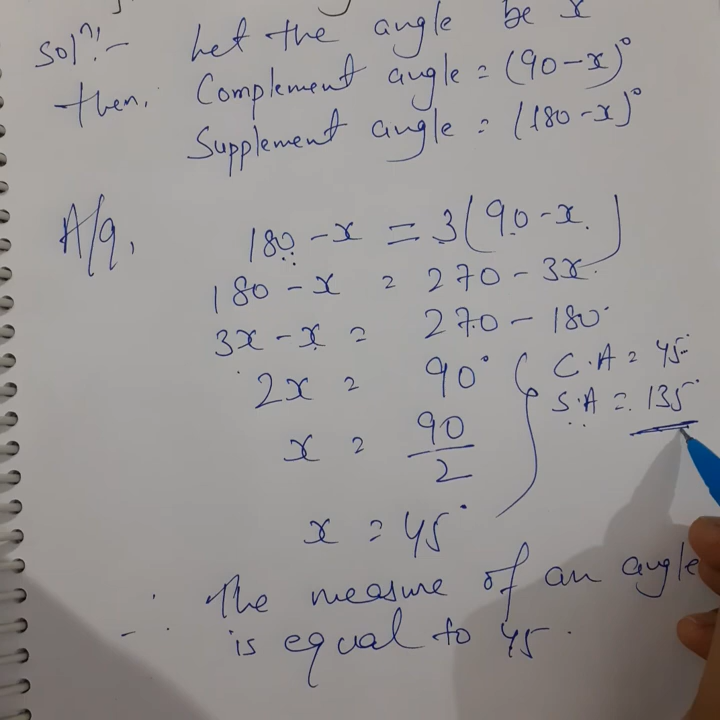 Solⁿ:- Let the angle be x
then, Complement angle = (90-x)°
Supplement angle = (180-x)°
A/q, 180-x = 3(90-x)
180-x = 270-3x
3x-x = 270-180
2x = 90°
x = 90/2
x = 45°
C.A = 45°
S.A = 135°
∴ The measure of an angle
is equal to 45.